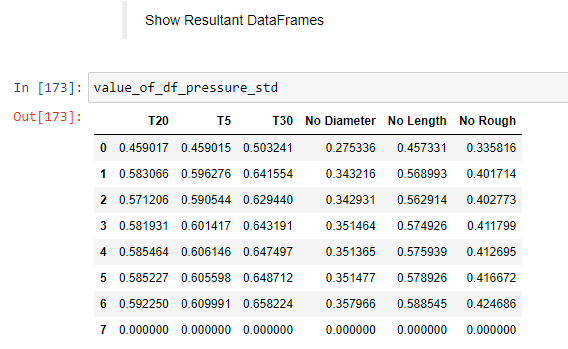 Show Resultant DataFrames
In [173]: value_of_df_pressure_std
Out[173]:
T20 T5 T30 No Diameter No Length No Rough
0 0.459017 0.459015 0.503241 0.275336 0.457331 0.335816
1 0.583066 0.596276 0.641554 0.343216 0.568993 0.401714
2 0.571206 0.590544 0.629440 0.342931 0.562914 0.402773
3 0.581931 0.601417 0.643191 0.351464 0.574926 0.411799
4 0.585464 0.606146 0.647497 0.351365 0.575939 0.412695
5 0.585227 0.605598 0.648712 0.351477 0.578926 0.416672
6 0.592250 0.609991 0.658224 0.357966 0.588545 0.424686
7 0.000000 0.000000 0.000000 0.000000 0.000000 0.000000